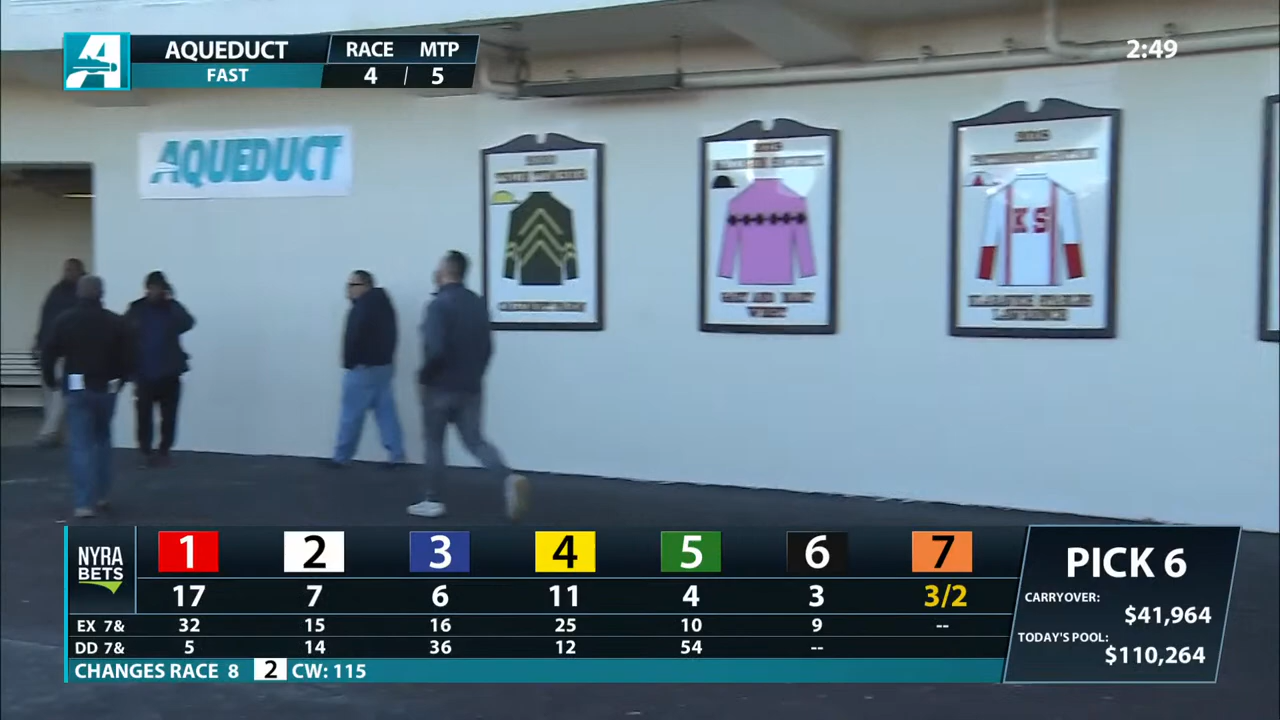 AQUEDUCT
FAST
RACE MTP
4 / 5
2:49
AQUEDUCT
K S
NYRA
BETS
1 2 3 4 5 6 7
17 7 6 11 4 3 3/2
EX 7& 32 15 16 25 10 9 --
DD 7& 5 14 36 12 54 --
CHANGES RACE 8 2 CW: 115
PICK 6
CARRYOVER:
$41,964
TODAY'S POOL:
$110,264